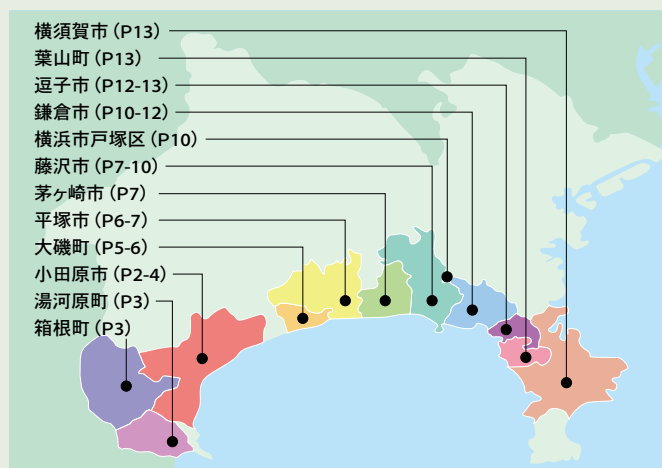 横須賀市（P13）
葉山町（P13）
逗子市（P12-13）
鎌倉市（P10-12）
横浜市戸塚区（P10）
藤沢市（P7-10）
茅ヶ崎市（P7）
平塚市（P6-7）
大磯町（P5-6）
小田原市（P2-4）
湯河原町（P3）
箱根町（P3）